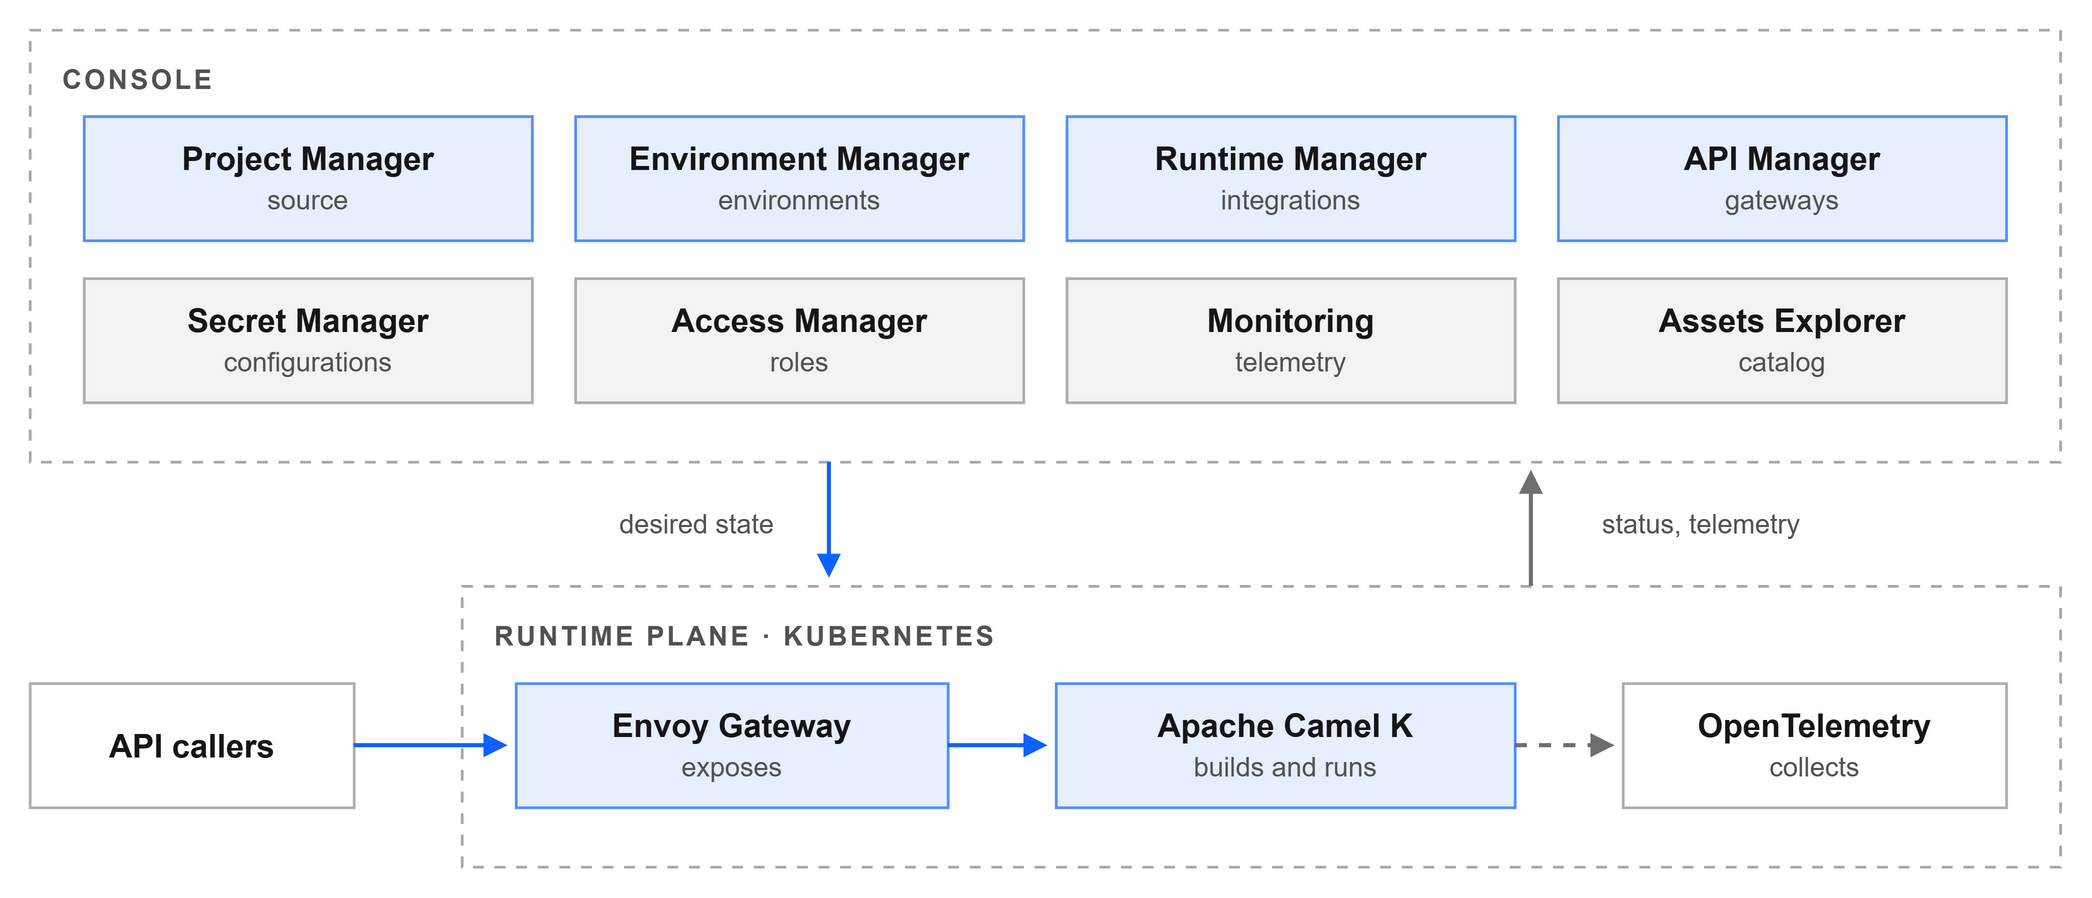 CONSOLE
Project Manager
source
Environment Manager
environments
Runtime Manager
integrations
API Manager
gateways
Secret Manager
configurations
Access Manager
roles
Monitoring
telemetry
Assets Explorer
catalog
desired state
status, telemetry
RUNTIME PLANE · KUBERNETES
API callers
Envoy Gateway
exposes
Apache Camel K
builds and runs
OpenTelemetry
collects